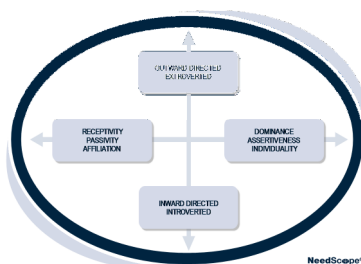 OUTWARD DIRECTED
EXTROVERTED
RECEPTIVITY
PASSIVITY
AFFILIATION
DOMINANCE
ASSERTIVENESS
INDIVIDUALITY
INWARD DIRECTED
INTROVERTED
NeedScope